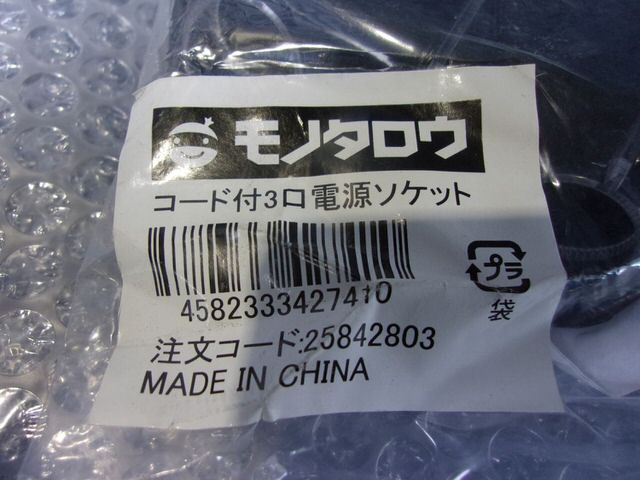 モノタロウ
コード付3口電源ソケット
4582333427410
プラ
袋
注文コード:25842803
MADE IN CHINA